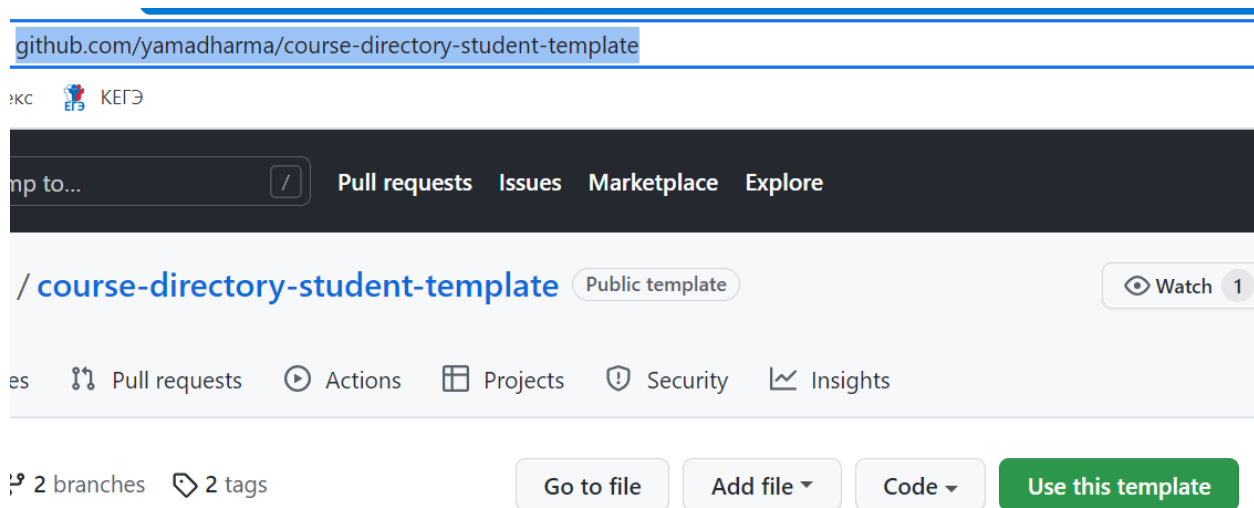 github.com/yamadharma/course-directory-student-template
екс ЕГЭ КЕГЭ
mp to... / Pull requests Issues Marketplace Explore
/ course-directory-student-template Public template Watch 1
es Pull requests Actions Projects Security Insights
2 branches 2 tags Go to file Add file Code Use this template